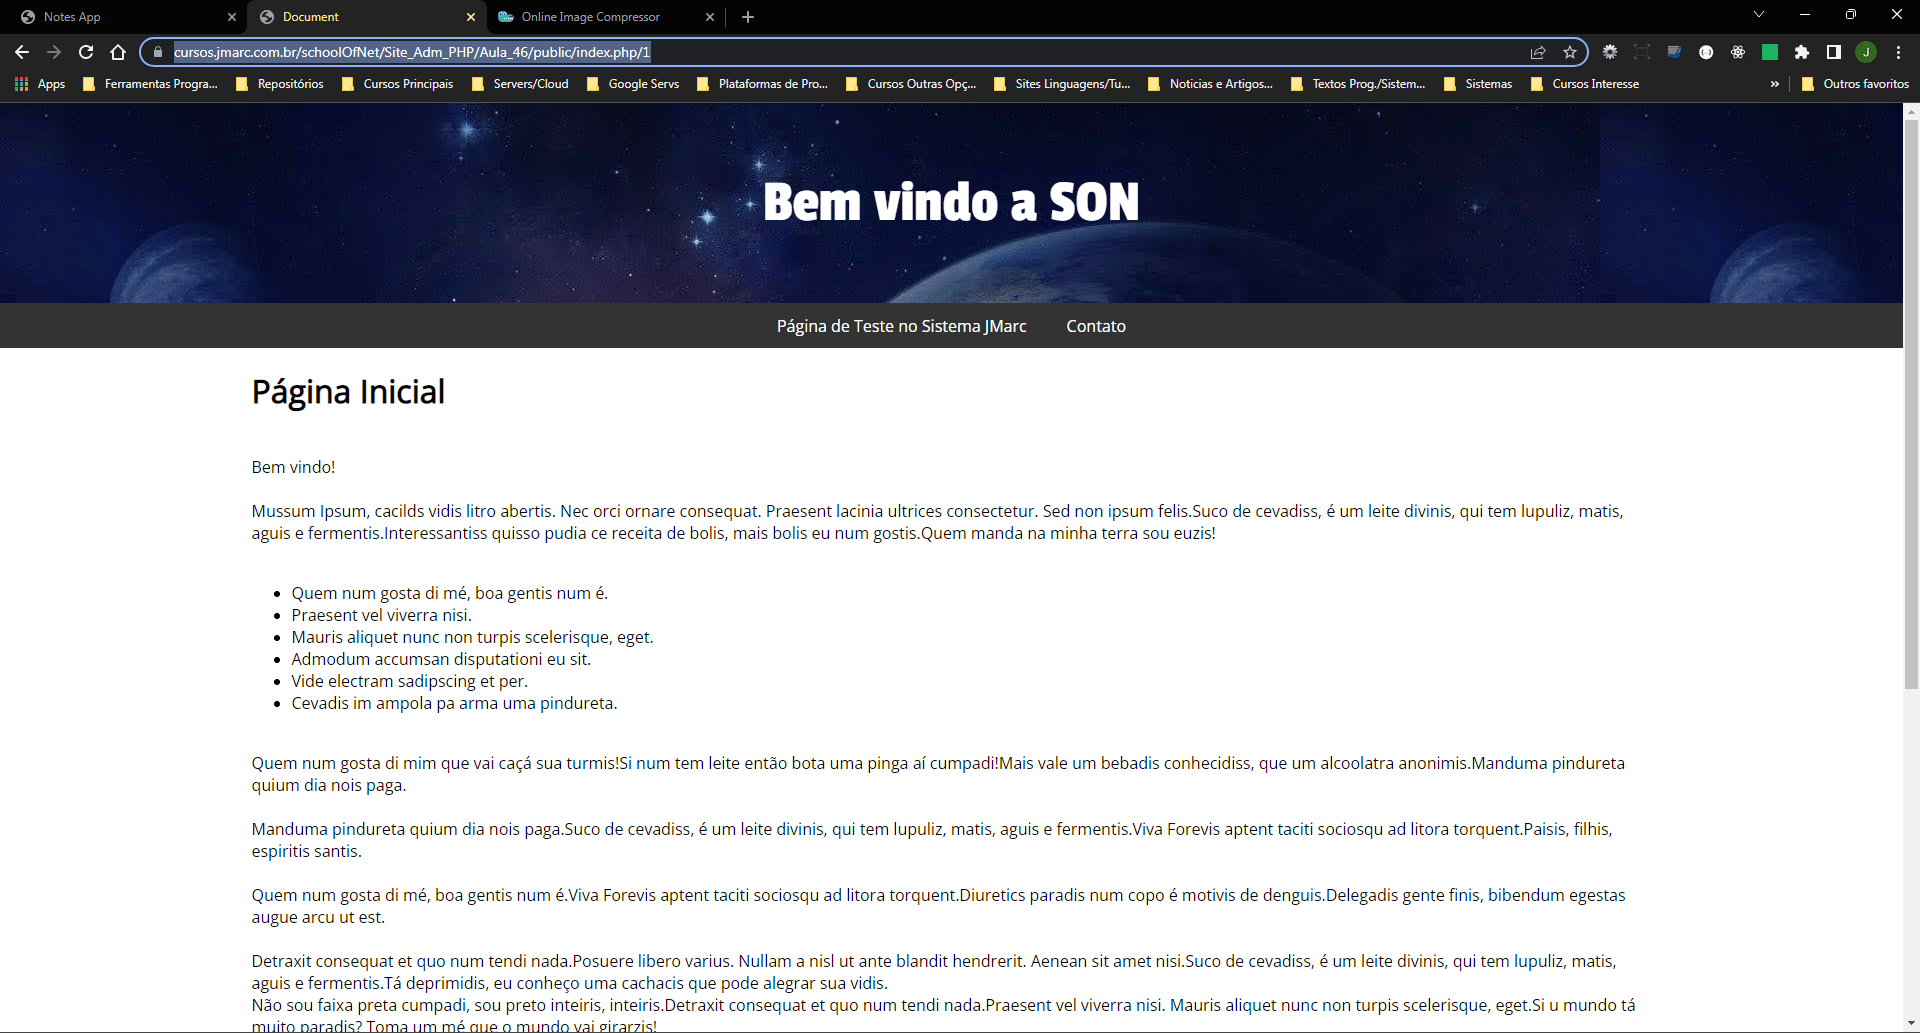 Notes App
Document
Online Image Compressor
cursos.jmarc.com.br/schoolOfNet/Site_Adm_PHP/Aula_46/public/index.php/1
J
Apps
Ferramentas Progra...
Repositórios
Cursos Principais
Servers/Cloud
Google Servs
Plataformas de Pro...
Cursos Outras Opç...
Sites Linguagens/Tu...
Noticias e Artigos...
Textos Prog./Sistem...
Sistemas
Cursos Interesse
»
Outros favoritos
Bem vindo a SON
Página de Teste no Sistema JMarc
Contato
Página Inicial
Bem vindo!
Mussum Ipsum, cacilds vidis litro abertis. Nec orci ornare consequat. Praesent lacinia ultrices consectetur. Sed non ipsum felis.Suco de cevadiss, é um leite divinis, qui tem lupuliz, matis,
aguis e fermentis.Interessantiss quisso pudia ce receita de bolis, mais bolis eu num gostis.Quem manda na minha terra sou euzis!
• Quem num gosta di mé, boa gentis num é.
• Praesent vel viverra nisi.
• Mauris aliquet nunc non turpis scelerisque, eget.
• Admodum accumsan disputationi eu sit.
• Vide electram sadipscing et per.
• Cevadis im ampola pa arma uma pindureta.
Quem num gosta di mim que vai caçá sua turmis!Si num tem leite então bota uma pinga aí cumpadi!Mais vale um bebadis conhecidiss, que um alcoolatra anonimis.Manduma pindureta
quium dia nois paga.
Manduma pindureta quium dia nois paga.Suco de cevadiss, é um leite divinis, qui tem lupuliz, matis, aguis e fermentis.Viva Forevis aptent taciti sociosqu ad litora torquent.Paisis, filhis,
espiritis santis.
Quem num gosta di mé, boa gentis num é.Viva Forevis aptent taciti sociosqu ad litora torquent.Diuretics paradis num copo é motivis de denguis.Delegadis gente finis, bibendum egestas
augue arcu ut est.
Detraxit consequat et quo num tendi nada.Posuere libero varius. Nullam a nisl ut ante blandit hendrerit. Aenean sit amet nisi.Suco de cevadiss, é um leite divinis, qui tem lupuliz, matis,
aguis e fermentis.Tá deprimidis, eu conheço uma cachacis que pode alegrar sua vidis.
Não sou faixa preta cumpadi, sou preto inteiris, inteiris.Detraxit consequat et quo num tendi nada.Praesent vel viverra nisi. Mauris aliquet nunc non turpis scelerisque, eget.Si u mundo tá
muito paradis? Toma um mé que o mundo vai girarzis!